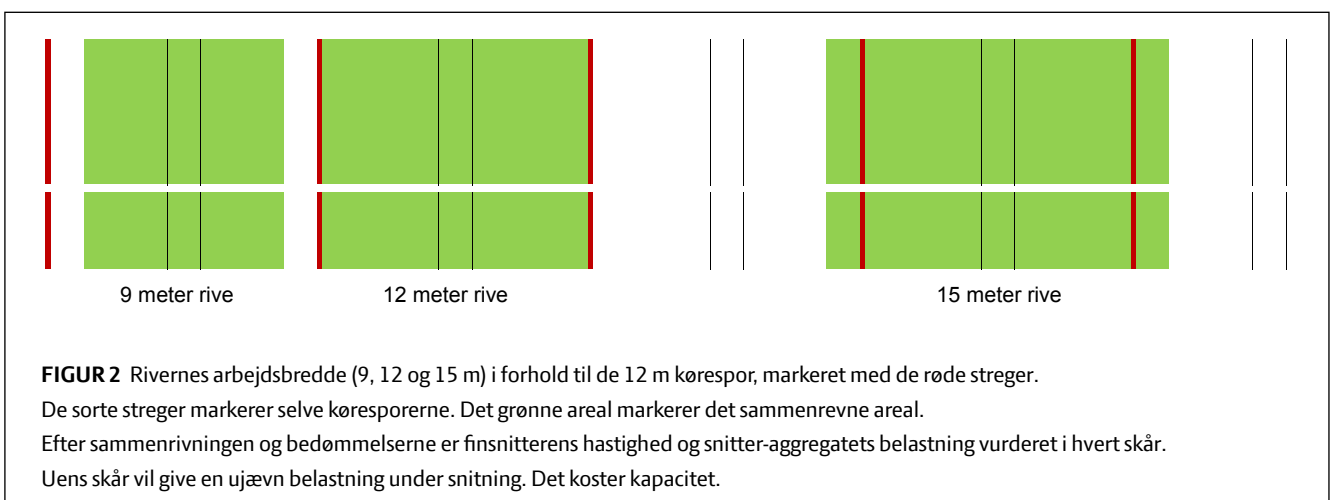 9 meter rive 12 meter rive 15 meter rive
FIGUR 2 Rivernes arbejdsbredde (9, 12 og 15 m) i forhold til de 12 m kørespor, markeret med de røde streger.
De sorte streger markerer selve køresporerne. Det grønne areal markerer det sammenrevne areal.
Efter sammenrivningen og bedømmelserne er finsnitterens hastighed og snitter-aggregatets belastning vurderet i hvert skår.
Uens skår vil give en ujævn belastning under snitning. Det koster kapacitet.